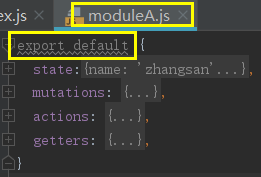 ex.js
moduleA.js
export default {
state:{name: 'zhangsan'...},
mutations: {...},
actions: {...},
getters: {...},
}